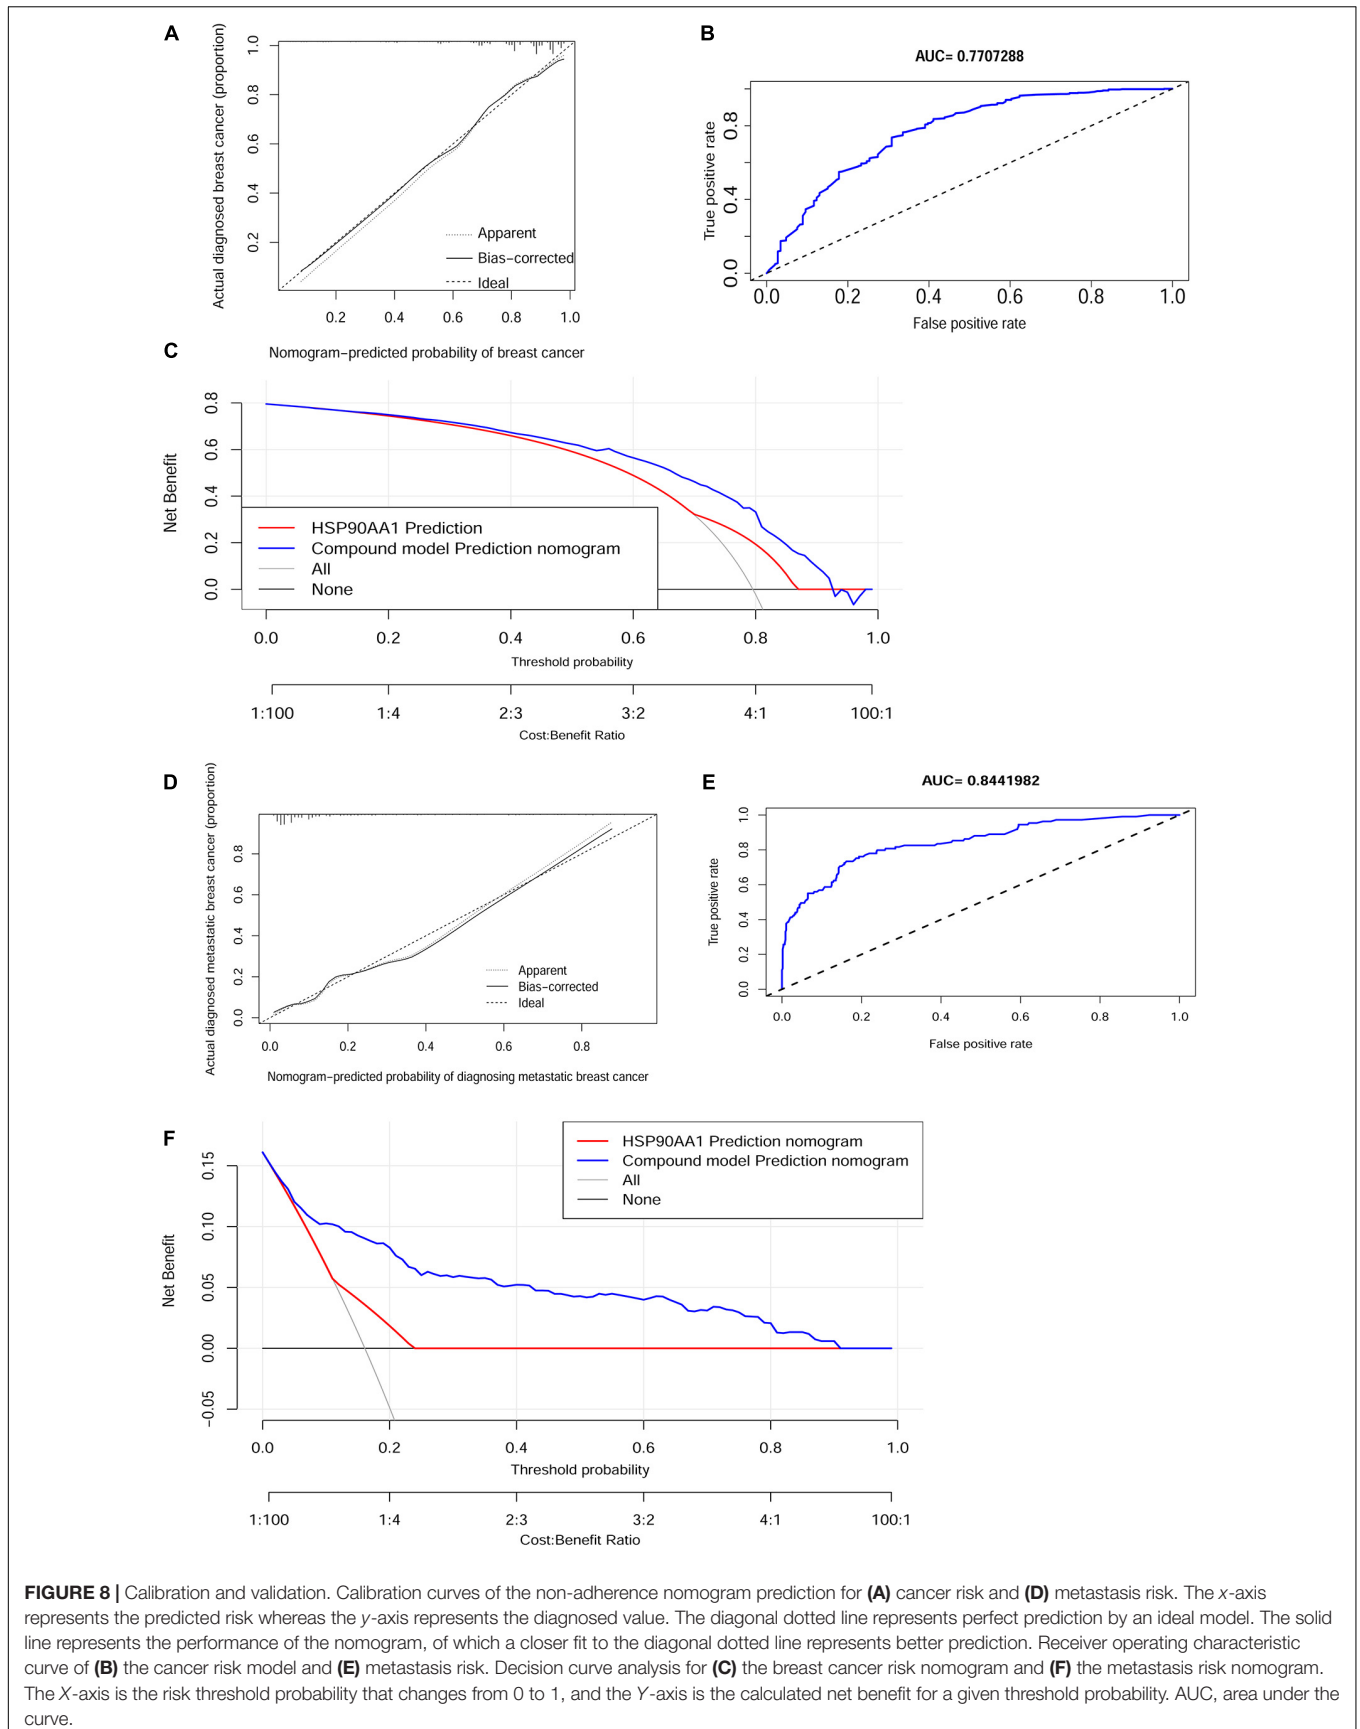 A
Actual diagnosed breast cancer (proportion)
1.0
0.8
0.6
0.4
0.2
Apparent
Bias−corrected
Ideal
0.2 0.4 0.6 0.8 1.0
Nomogram−predicted probability of breast cancer
B
AUC= 0.7707288
True positive rate
0.8
0.4
0.0
0.0 0.2 0.4 0.6 0.8 1.0
False positive rate
C
Net Benefit
0.8
0.6
0.4
0.2
0.0
HSP90AA1 Prediction
Compound model Prediction nomogram
All
None
0.0 0.2 0.4 0.6 0.8 1.0
Threshold probability
1:100 1:4 2:3 3:2 4:1 100:1
Cost:Benefit Ratio
D
Actual diagnosed metastatic breast cancer (proportion)
0.8
0.6
0.4
0.2
0.0
Apparent
Bias−corrected
Ideal
0.0 0.2 0.4 0.6 0.8
Nomogram−predicted probability of diagnosing metastatic breast cancer
E
AUC= 0.8441982
True positive rate
1.0
0.8
0.6
0.4
0.2
0.0
0.0 0.2 0.4 0.6 0.8 1.0
False positive rate
F
Net Benefit
0.15
0.10
0.05
0.00
−0.05
HSP90AA1 Prediction nomogram
Compound model Prediction nomogram
All
None
0.0 0.2 0.4 0.6 0.8 1.0
Threshold probability
1:100 1:4 2:3 3:2 4:1 100:1
Cost:Benefit Ratio
FIGURE 8 | Calibration and validation. Calibration curves of the non-adherence nomogram prediction for (A) cancer risk and (D) metastasis risk. The x-axis
represents the predicted risk whereas the y-axis represents the diagnosed value. The diagonal dotted line represents perfect prediction by an ideal model. The solid
line represents the performance of the nomogram, of which a closer fit to the diagonal dotted line represents better prediction. Receiver operating characteristic
curve of (B) the cancer risk model and (E) metastasis risk. Decision curve analysis for (C) the breast cancer risk nomogram and (F) the metastasis risk nomogram.
The X-axis is the risk threshold probability that changes from 0 to 1, and the Y-axis is the calculated net benefit for a given threshold probability. AUC, area under the
curve.